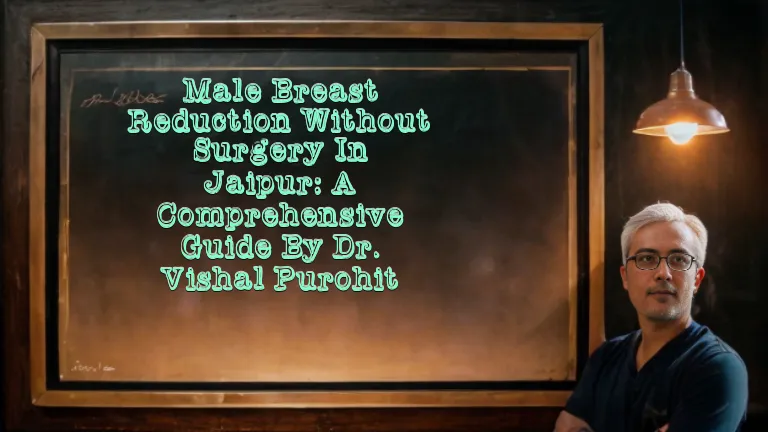 Male Breast
Reduction Without
Surgery In
Jaipur: A
Comprehensive
Guide By Dr.
Vishal Purohit